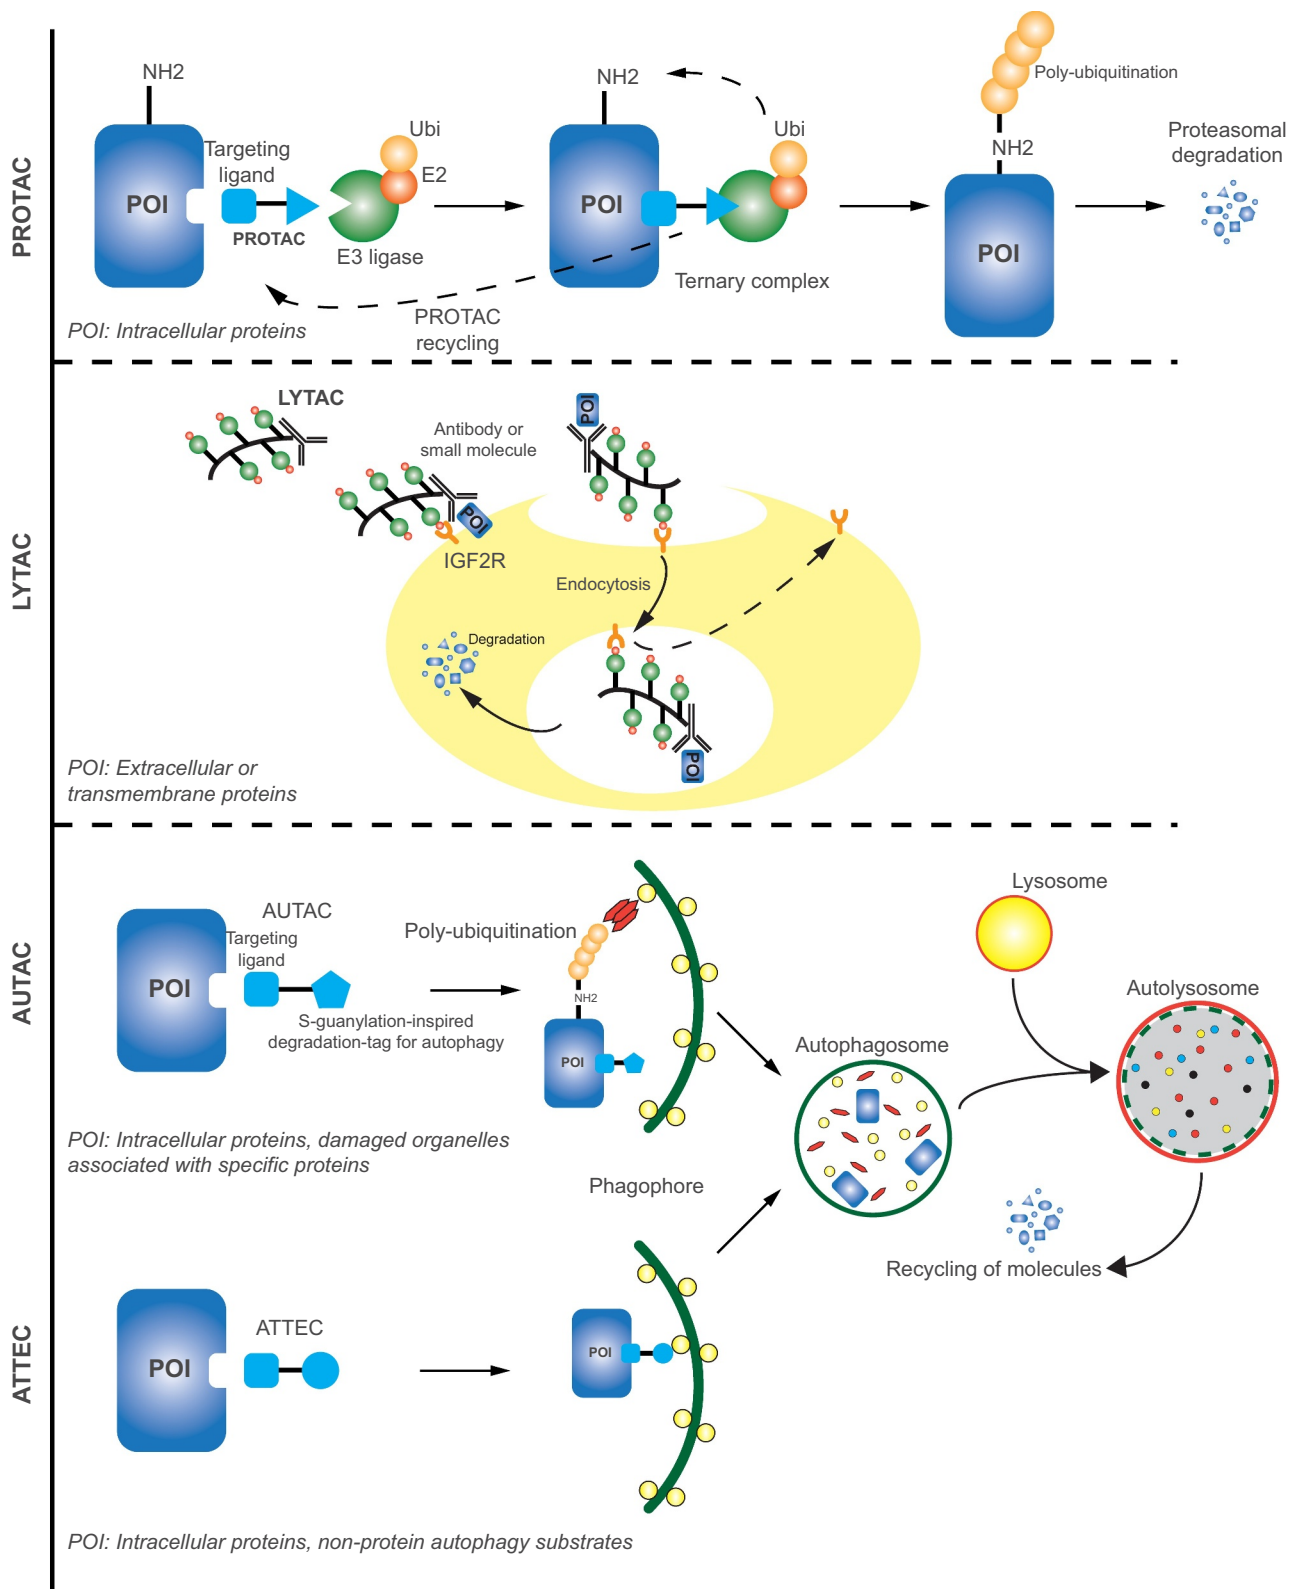 PROTAC
NH2
POI
Targeting
ligand
PROTAC
Ubi
E2
E3 ligase
NH2
POI
Ubi
Ternary complex
PROTAC
recycling
Poly-ubiquitination
NH2
POI
Proteasomal
degradation
POI: Intracellular proteins
LYTAC
LYTAC
Antibody or
small molecule
POI
POI
IGF2R
Endocytosis
Degradation
POI
POI: Extracellular or
transmembrane proteins
AUTAC
POI
AUTAC
Targeting
ligand
S-guanylation-inspired
degradation-tag for autophagy
Poly-ubiquitination
NH2
POI
Autophagosome
Lysosome
Autolysosome
POI: Intracellular proteins, damaged organelles
associated with specific proteins
Phagophore
Recycling of molecules
ATTEC
POI
ATTEC
POI
POI: Intracellular proteins, non-protein autophagy substrates